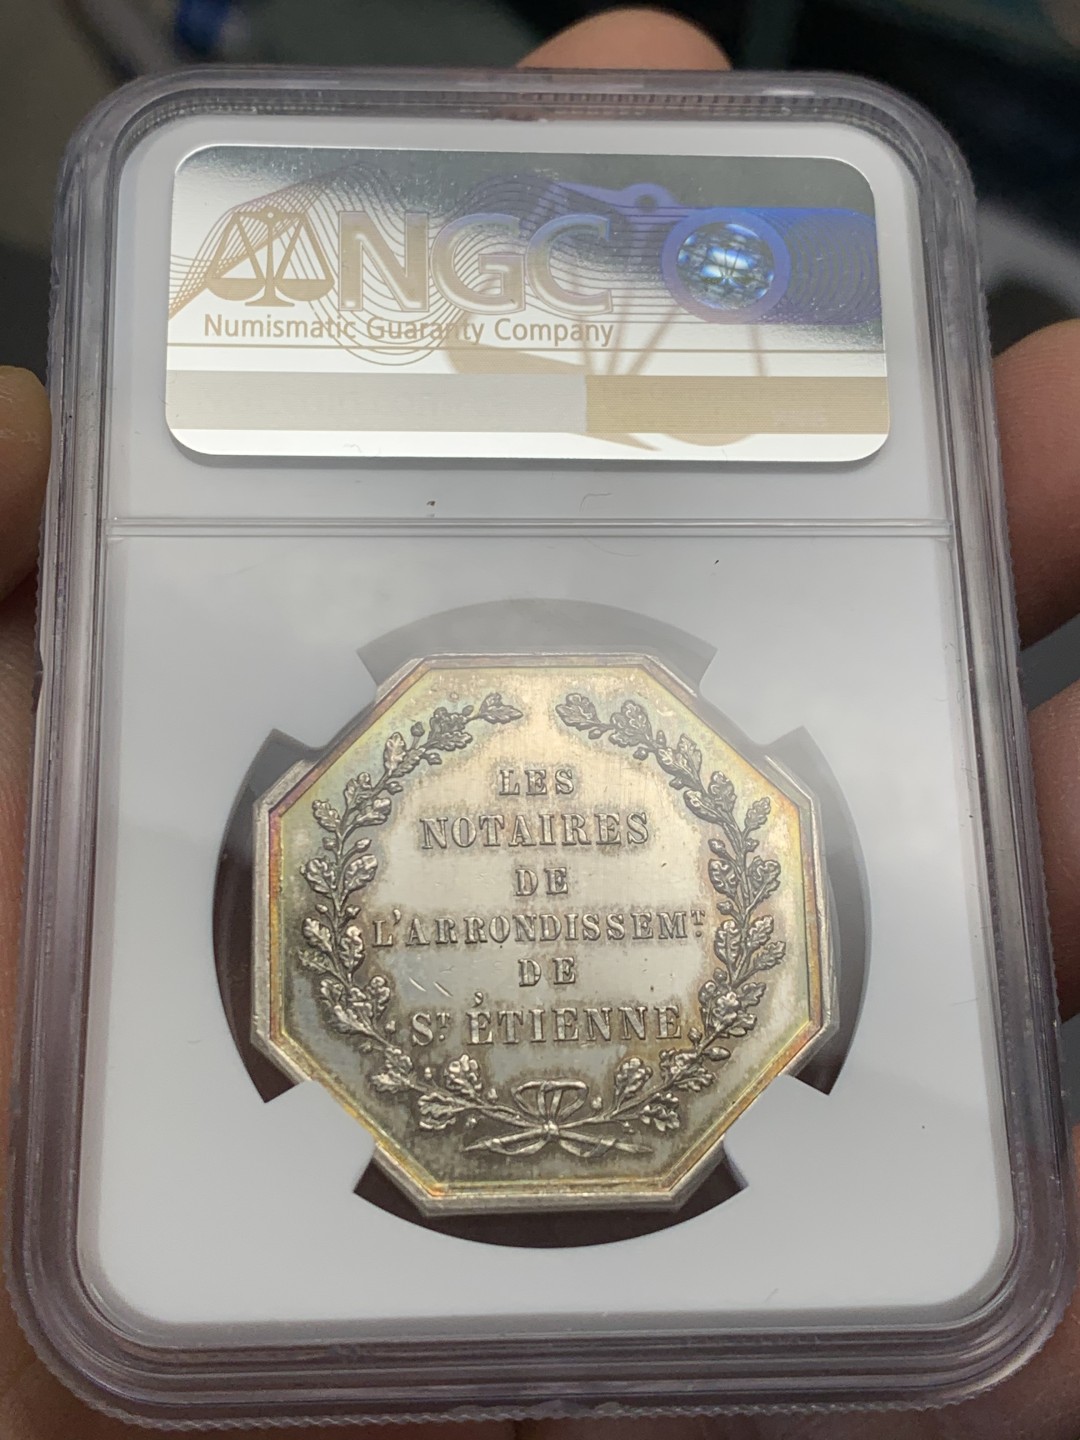 NGC
Numismatic Guaranty Company
LES
NOTAIRES
DE
L'ARRONDISSEMT
DE
ST ÉTIENNE.